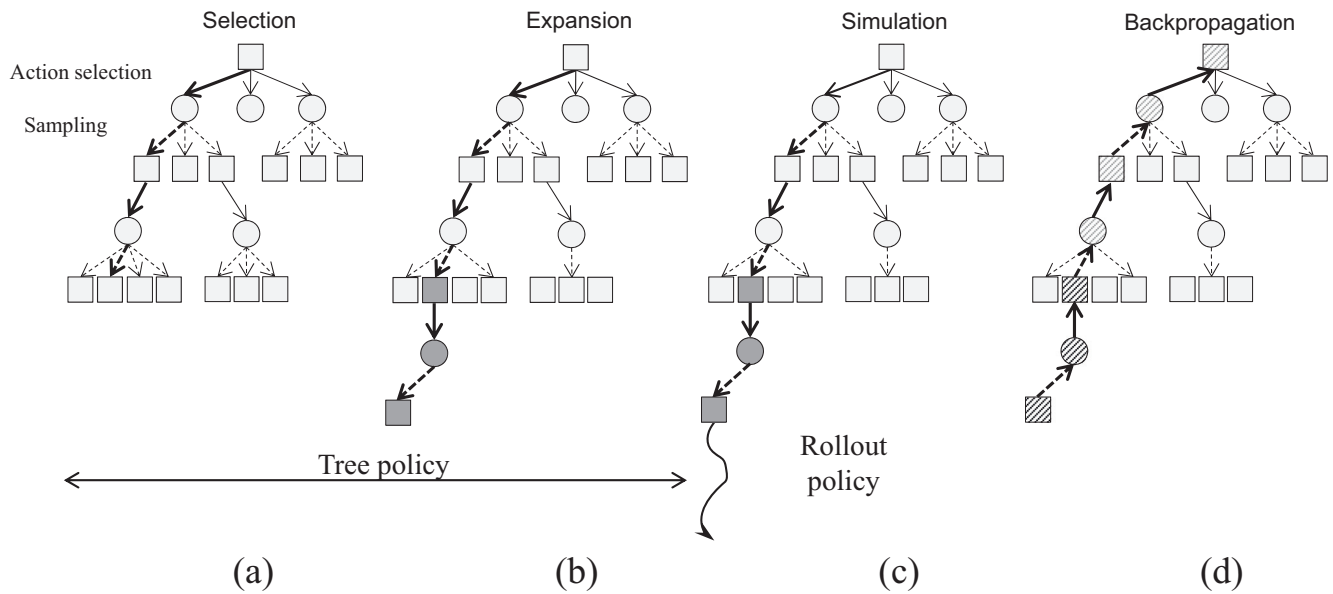 Selection
Expansion
Simulation
Backpropagation
Action selection
Sampling
Tree policy
Rollout
policy
(a)
(b)
(c)
(d)